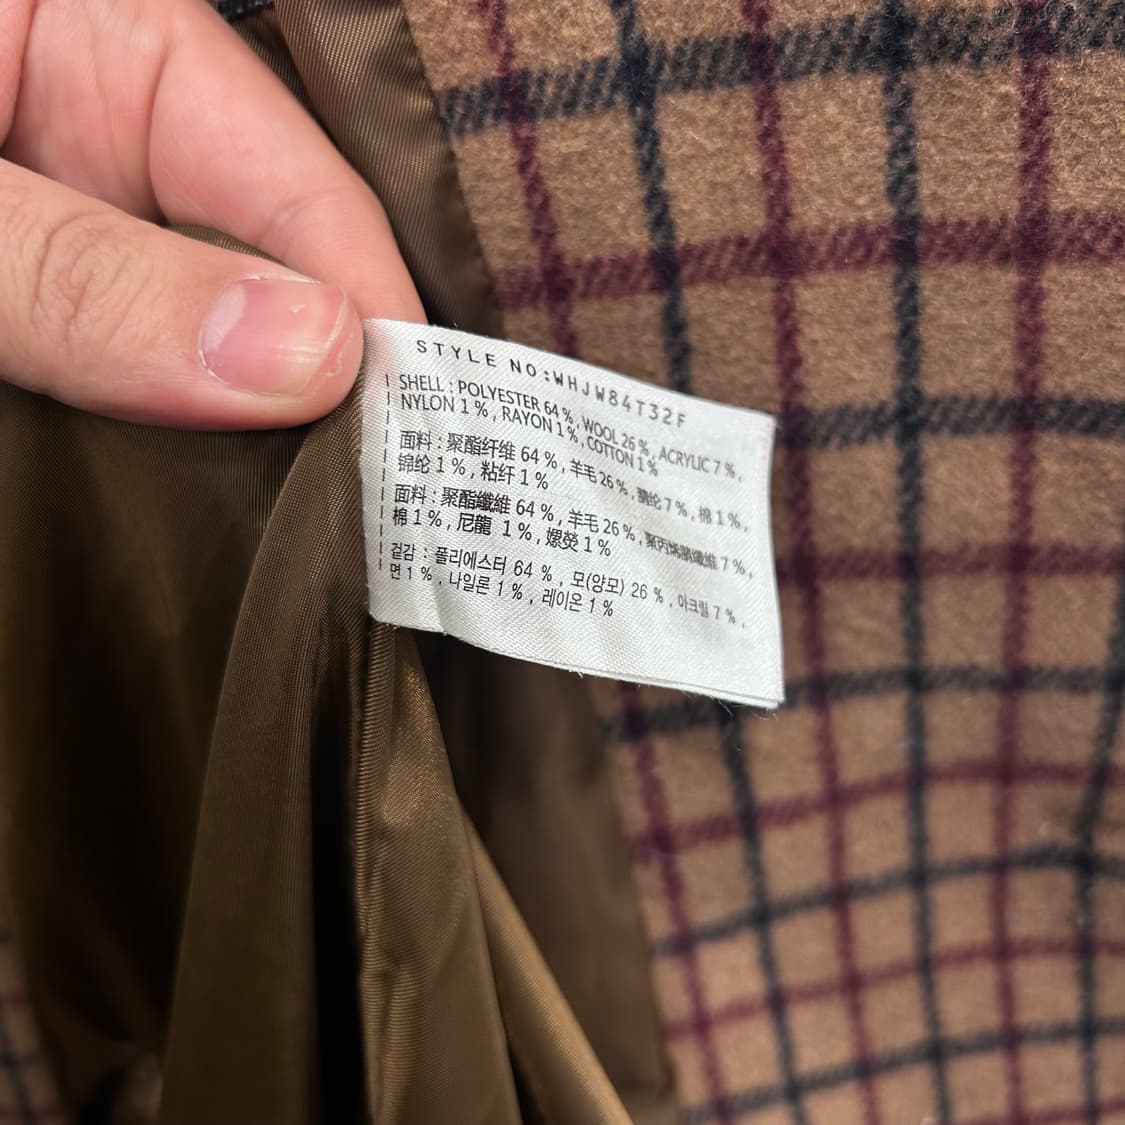 STYLE NO:WHJW84T32F
SHELL : POLYESTER 64 % , WOOL 26 % , ACRYLIC 7 % ,
NYLON 1 % , RAYON 1 % , COTTON 1 %
面料 : 聚酯纤维 64 % , 羊毛 26 % , 腈纶 7 % , 棉 1 % ,
锦纶 1 % , 粘纤 1 %
面料 : 聚酯纖維 64 % , 羊毛 26 % , 聚丙烯腈纖維 7 % ,
棉 1 % , 尼龍 1 % , 嫘熒 1 %
겉감 : 폴리에스터 64 % , 모(양모) 26 % , 아크릴 7 % ,
면 1 % , 나일론 1 % , 레이온 1 %